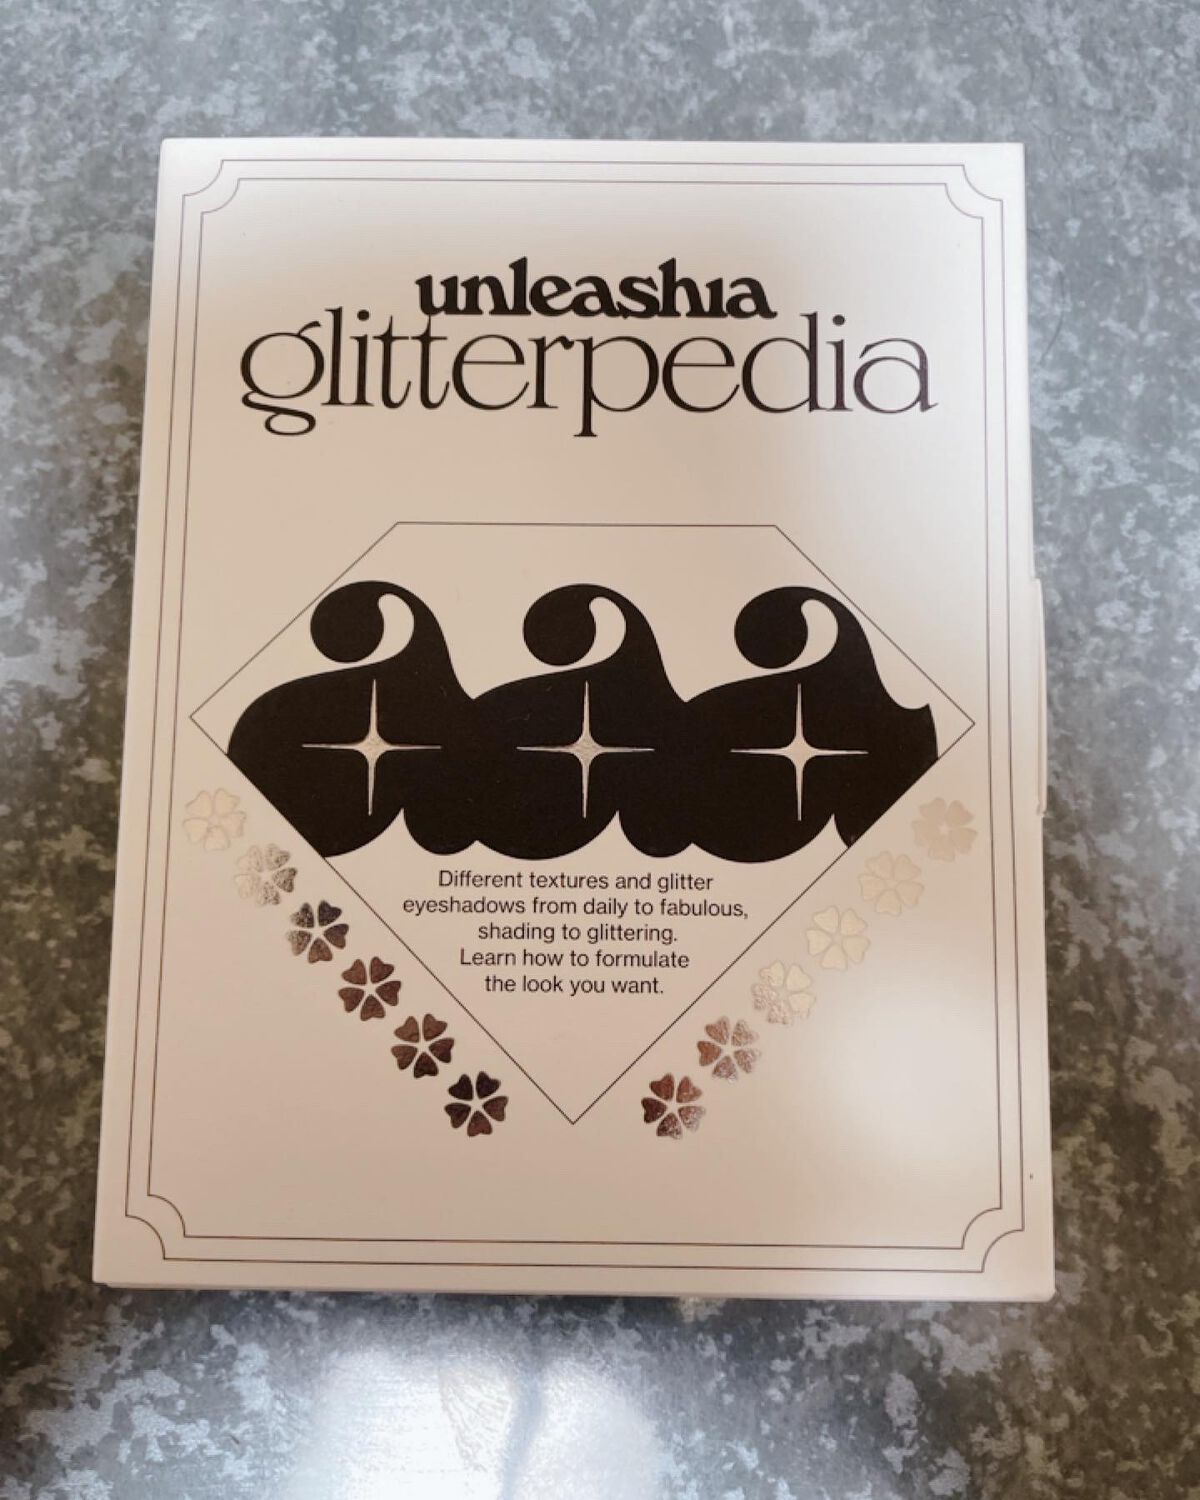 unleashia
glitterpedia
Different textures and glitter
eyeshadows from daily to fabulous,
shading to glittering.
Learn how to formulate
the look you want.